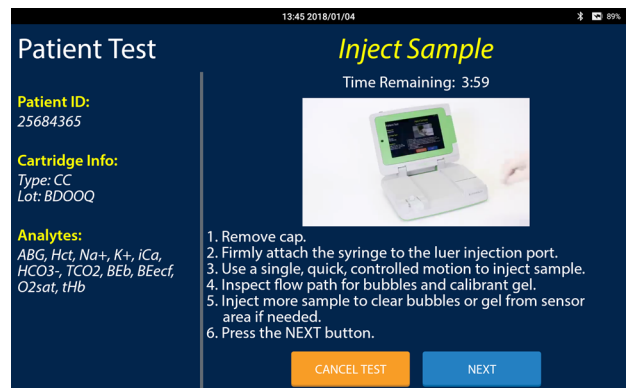 13:45 2018/01/04
89%
Patient Test
Patient ID:
25684365
Cartridge Info:
Type: CC
Lot: BDOOQ
Analytes:
ABG, Hct, Na+, K+, iCa,
HCO3-, TCO2, BEb, BEecf,
O2sat, tHb
Inject Sample
Time Remaining: 3:59
1. Remove cap.
2. Firmly attach the syringe to the luer injection port.
3. Use a single, quick, controlled motion to inject sample.
4. Inspect flow path for bubbles and calibrant gel.
5. Inject more sample to clear bubbles or gel from sensor
area if needed.
6. Press the NEXT button.
CANCEL TEST
NEXT